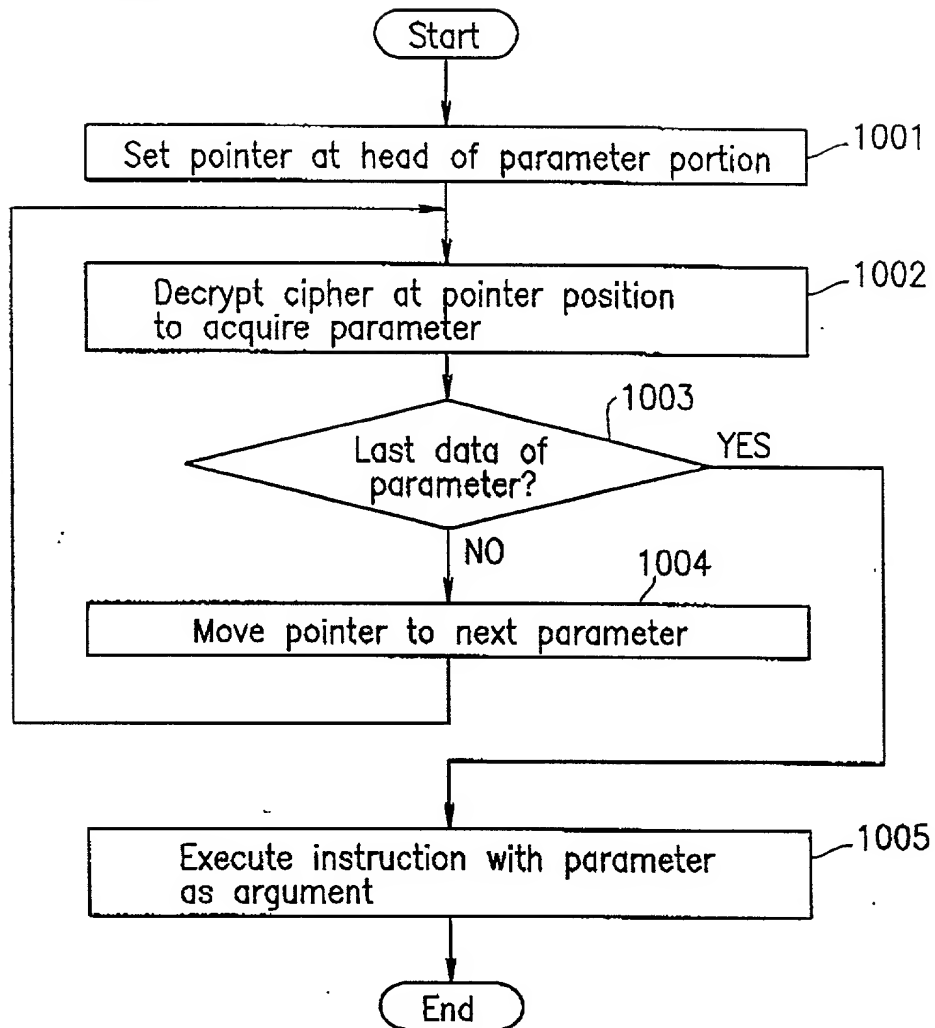 Start
Set pointer at head of parameter portion
1001
Decrypt cipher at pointer position
to acquire parameter
1002
1003
Last data of
parameter?
YES
NO
1004
Move pointer to next parameter
Execute instruction with parameter
as argument
1005
End